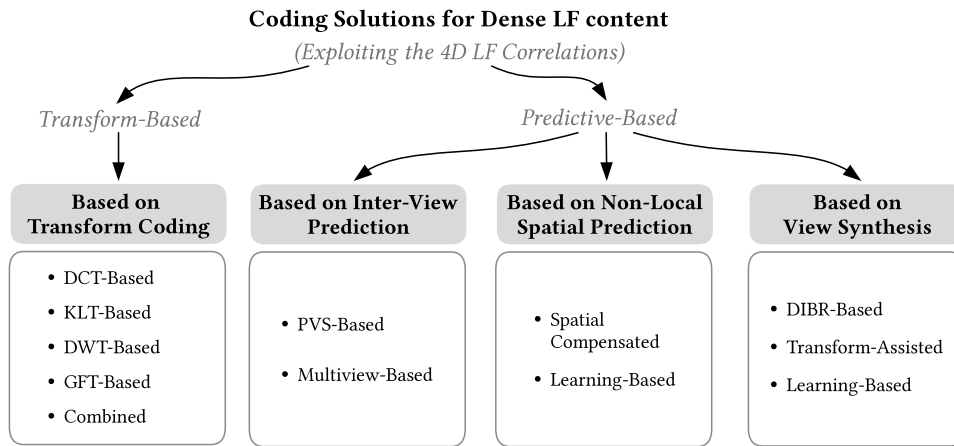 Coding Solutions for Dense LF content
(Exploiting the 4D LF Correlations)
Transform-Based
Predictive-Based
Based on
Transform Coding
• DCT-Based
• KLT-Based
• DWT-Based
• GFT-Based
• Combined
Based on Inter-View
Prediction
• PVS-Based
• Multiview-Based
Based on Non-Local
Spatial Prediction
• Spatial
Compensated
• Learning-Based
Based on
View Synthesis
• DIBR-Based
• Transform-Assisted
• Learning-Based